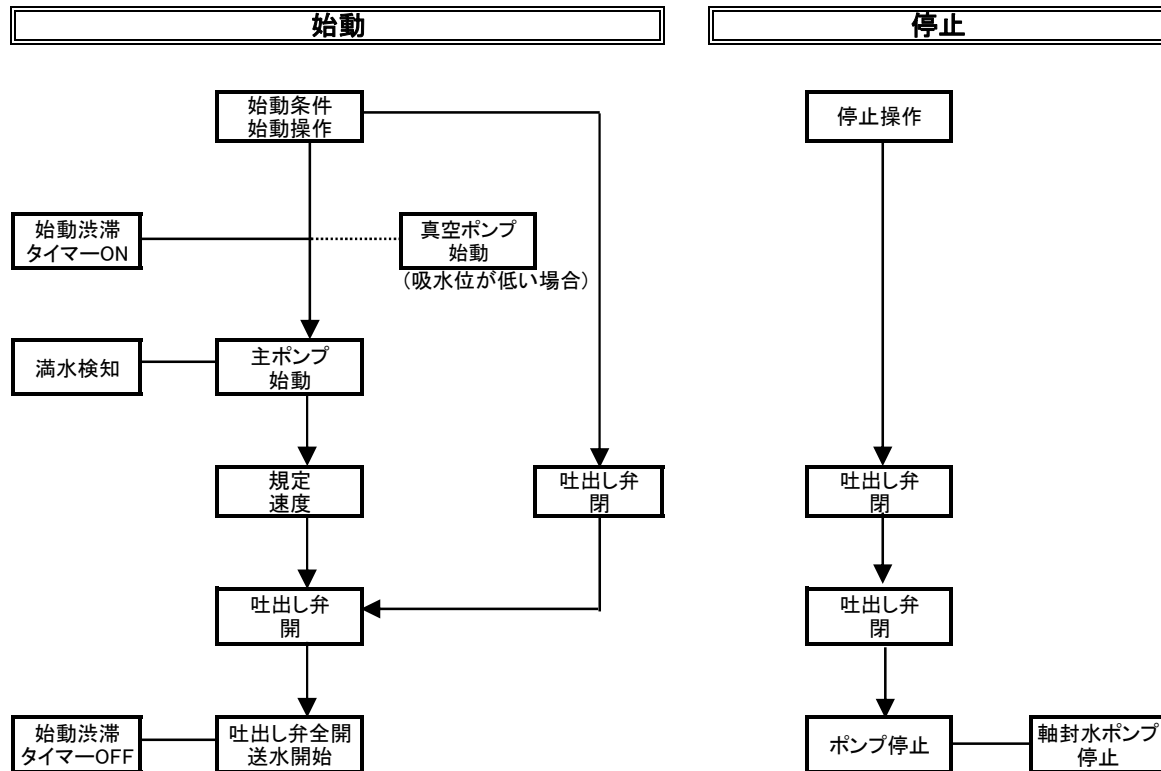 始動
停止
始動条件
始動操作
停止操作
始動渋滞
タイマーON
真空ポンプ
始動
(吸水位が低い場合)
満水検知
主ポンプ
始動
規定
速度
吐出し弁
閉
吐出し弁
閉
吐出し弁
開
吐出し弁
閉
始動渋滞
タイマーOFF
吐出し弁全開
送水開始
ポンプ停止
軸封水ポンプ
停止